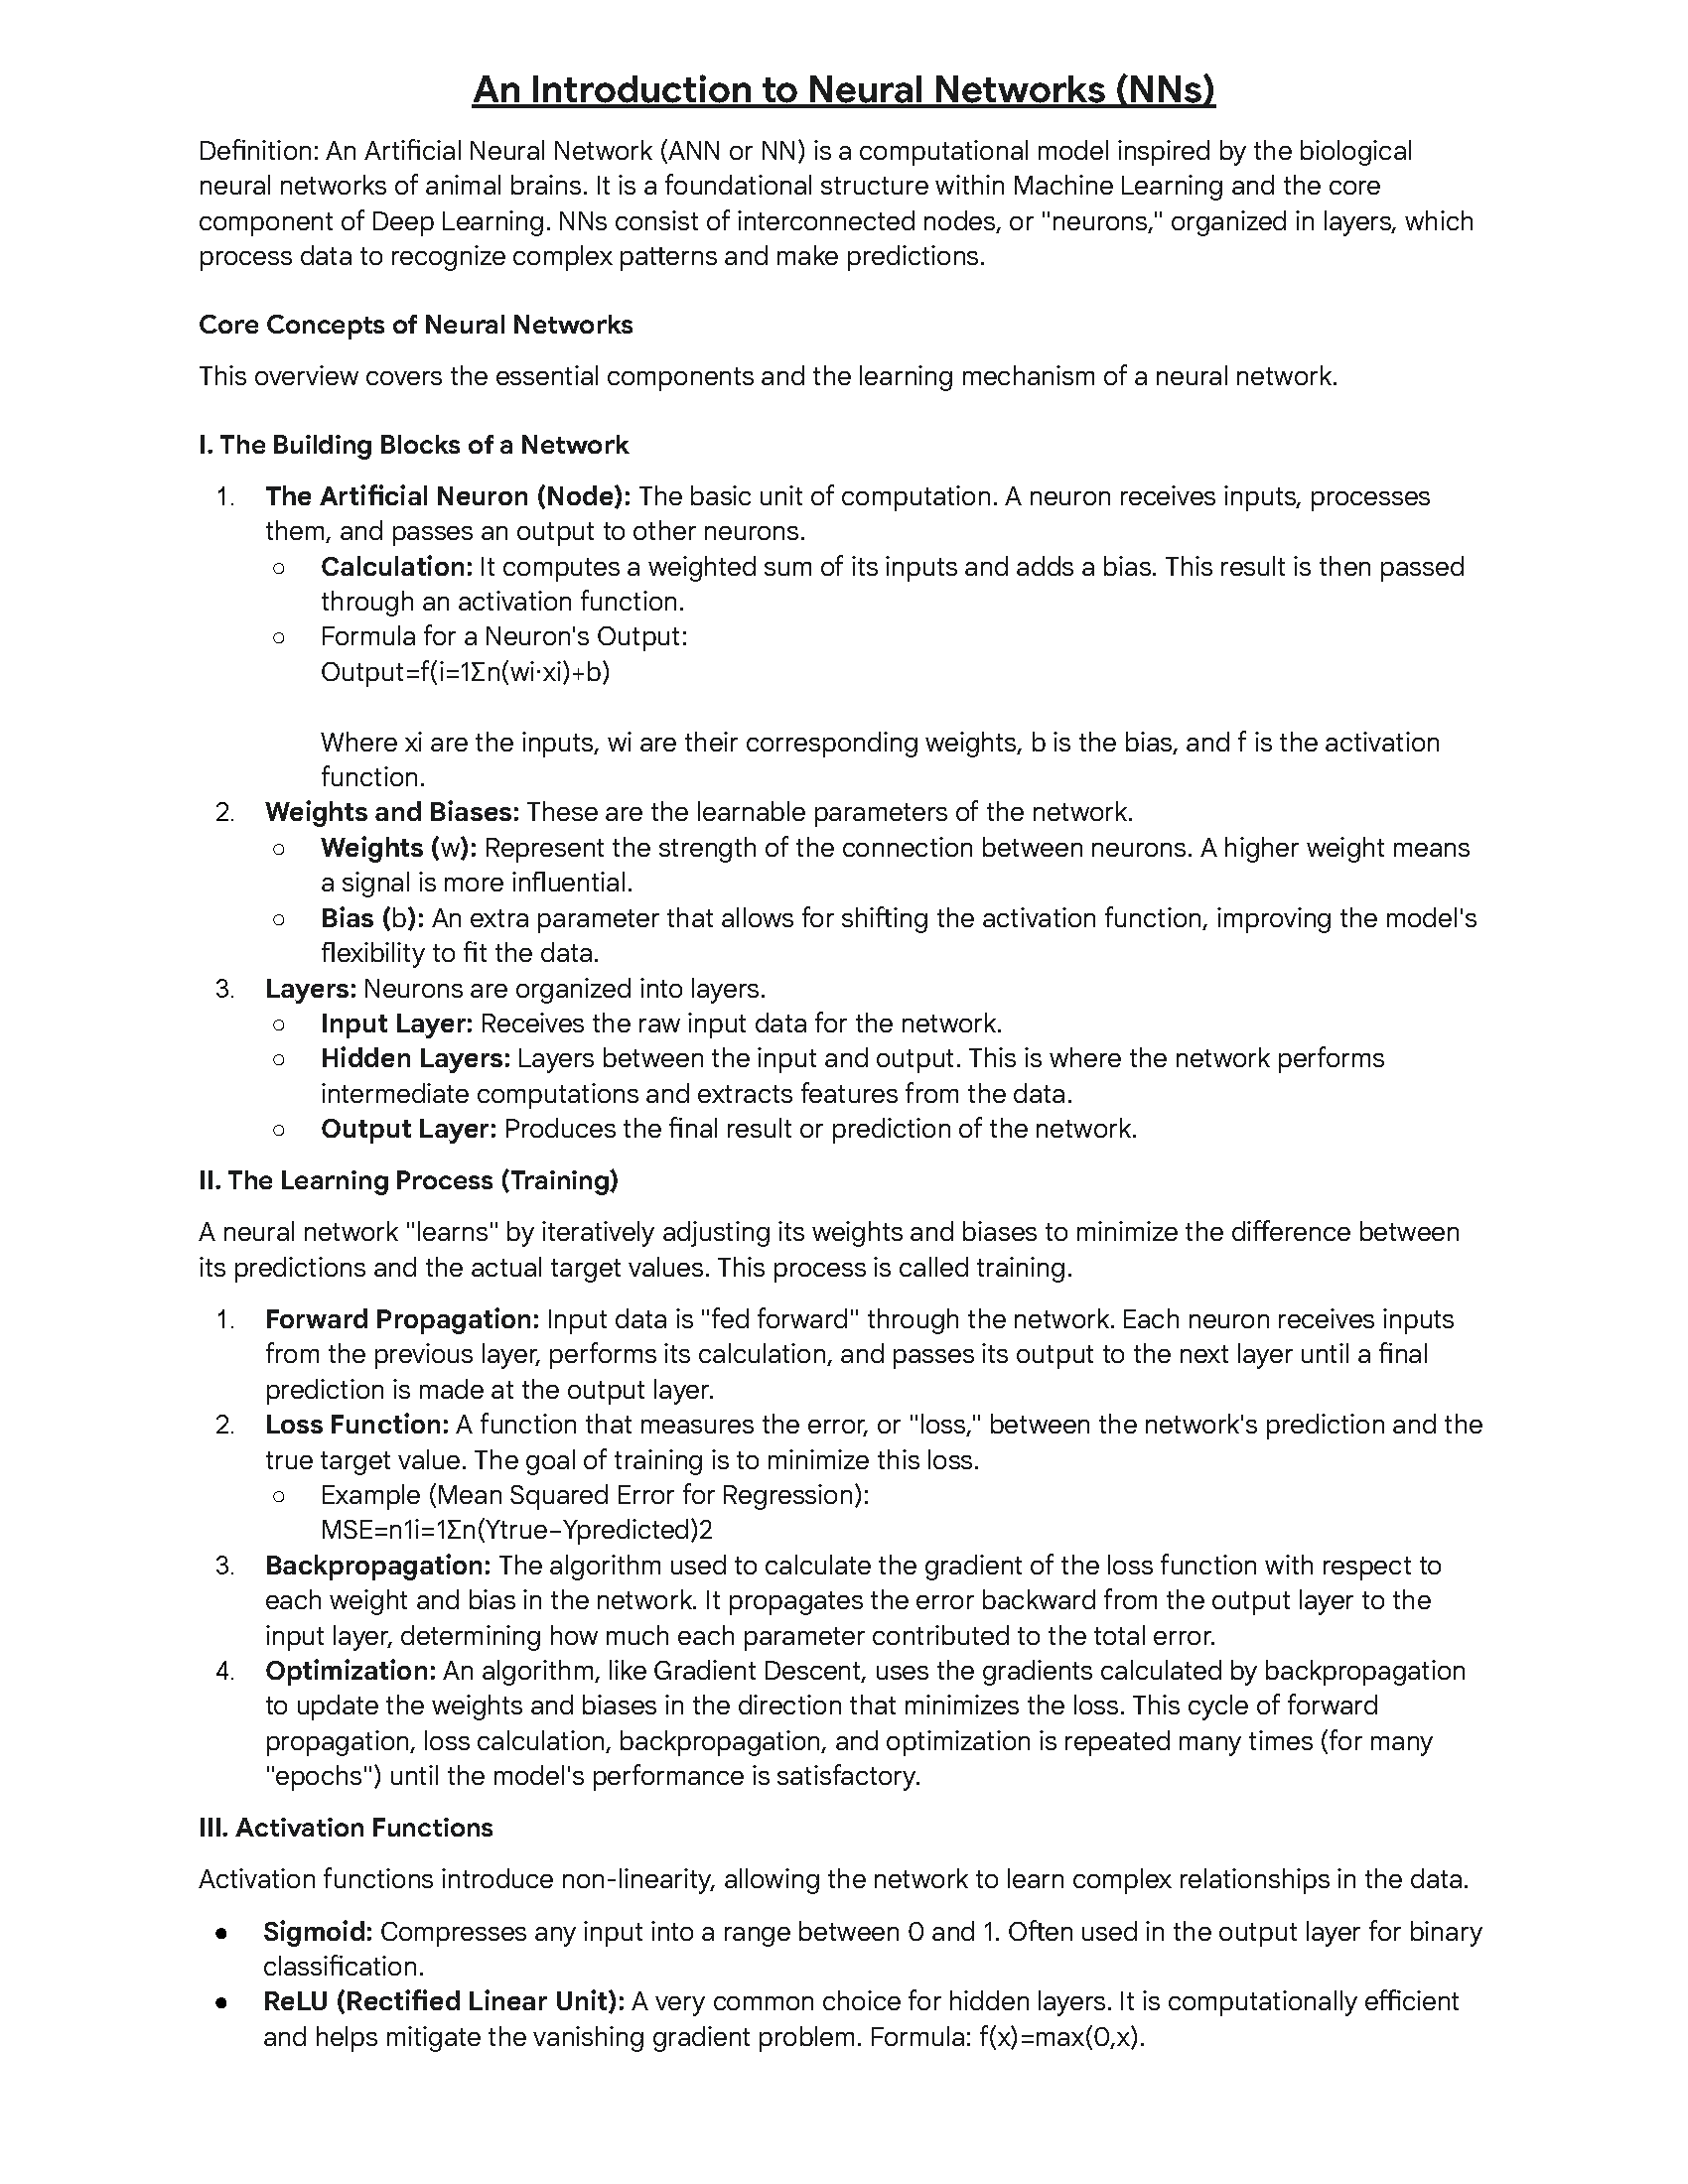 An Introduction to Neural Networks (NNs)
Definition: An Artificial Neural Network (ANN or NN) is a computational model inspired by the biological
neural networks of animal brains. It is a foundational structure within Machine Learning and the core
component of Deep Learning. NNs consist of interconnected nodes, or "neurons," organized in layers, which
process data to recognize complex patterns and make predictions.
Core Concepts of Neural Networks
This overview covers the essential components and the learning mechanism of a neural network.
I. The Building Blocks of a Network
1. The Artificial Neuron (Node): The basic unit of computation. A neuron receives inputs, processes
them, and passes an output to other neurons.
○ Calculation: It computes a weighted sum of its inputs and adds a bias. This result is then passed
through an activation function.
○ Formula for a Neuron's Output:
Output=f(i=1Σn(wi·xi)+b)
Where xi are the inputs, wi are their corresponding weights, b is the bias, and f is the activation
function.
2. Weights and Biases: These are the learnable parameters of the network.
○ Weights (w): Represent the strength of the connection between neurons. A higher weight means
a signal is more influential.
○ Bias (b): An extra parameter that allows for shifting the activation function, improving the model's
flexibility to fit the data.
3. Layers: Neurons are organized into layers.
○ Input Layer: Receives the raw input data for the network.
○ Hidden Layers: Layers between the input and output. This is where the network performs
intermediate computations and extracts features from the data.
○ Output Layer: Produces the final result or prediction of the network.
II. The Learning Process (Training)
A neural network "learns" by iteratively adjusting its weights and biases to minimize the difference between
its predictions and the actual target values. This process is called training.
1. Forward Propagation: Input data is "fed forward" through the network. Each neuron receives inputs
from the previous layer, performs its calculation, and passes its output to the next layer until a final
prediction is made at the output layer.
2. Loss Function: A function that measures the error, or "loss," between the network's prediction and the
true target value. The goal of training is to minimize this loss.
○ Example (Mean Squared Error for Regression):
MSE=n1i=1Σn(Ytrue−Ypredicted)2
3. Backpropagation: The algorithm used to calculate the gradient of the loss function with respect to
each weight and bias in the network. It propagates the error backward from the output layer to the
input layer, determining how much each parameter contributed to the total error.
4. Optimization: An algorithm, like Gradient Descent, uses the gradients calculated by backpropagation
to update the weights and biases in the direction that minimizes the loss. This cycle of forward
propagation, loss calculation, backpropagation, and optimization is repeated many times (for many
"epochs") until the model's performance is satisfactory.
III. Activation Functions
Activation functions introduce non-linearity, allowing the network to learn complex relationships in the data.
● Sigmoid: Compresses any input into a range between 0 and 1. Often used in the output layer for binary
classification.
● ReLU (Rectified Linear Unit): A very common choice for hidden layers. It is computationally efficient
and helps mitigate the vanishing gradient problem. Formula: f(x)=max(0,x).